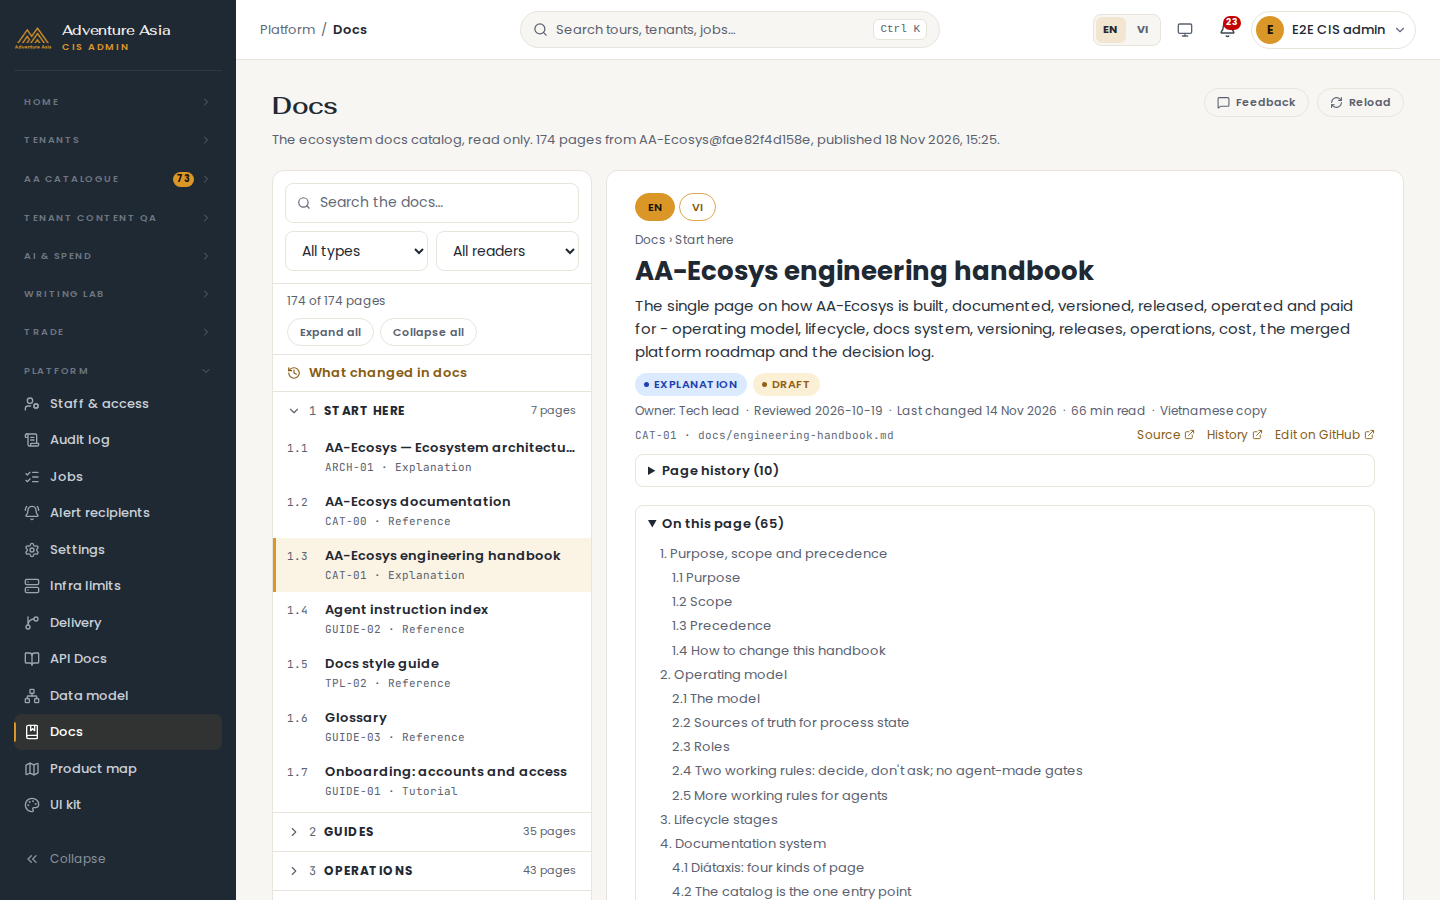 Adventure Asia
Adventure Asia
CIS ADMIN
HOME
TENANTS
AA CATALOGUE 73
TENANT CONTENT QA
AI & SPEND
WRITING LAB
TRADE
PLATFORM
Staff & access
Audit log
Jobs
Alert recipients
Settings
Infra limits
Delivery
API Docs
Data model
Docs
Product map
UI kit
Collapse
Platform / Docs
Search tours, tenants, jobs... Ctrl K
EN VI
23
E E2E CIS admin
Docs
Feedback
Reload
The ecosystem docs catalog, read only. 174 pages from AA-Ecosys@fae82f4d158e, published 18 Nov 2026, 15:25.
Search the docs...
All types
All readers
174 of 174 pages
Expand all
Collapse all
What changed in docs
1 START HERE 7 pages
1.1 AA-Ecosys — Ecosystem architectu...
ARCH-01 · Explanation
1.2 AA-Ecosys documentation
CAT-00 · Reference
1.3 AA-Ecosys engineering handbook
CAT-01 · Explanation
1.4 Agent instruction index
GUIDE-02 · Reference
1.5 Docs style guide
TPL-02 · Reference
1.6 Glossary
GUIDE-03 · Reference
1.7 Onboarding: accounts and access
GUIDE-01 · Tutorial
2 GUIDES 35 pages
3 OPERATIONS 43 pages
EN VI
Docs › Start here
AA-Ecosys engineering handbook
The single page on how AA-Ecosys is built, documented, versioned, released, operated and paid
for - operating model, lifecycle, docs system, versioning, releases, operations, cost, the merged
platform roadmap and the decision log.
EXPLANATION
DRAFT
Owner: Tech lead · Reviewed 2026-10-19 · Last changed 14 Nov 2026 · 66 min read · Vietnamese copy
CAT-01 · docs/engineering-handbook.md
Source History Edit on GitHub
Page history (10)
On this page (65)
1. Purpose, scope and precedence
1.1 Purpose
1.2 Scope
1.3 Precedence
1.4 How to change this handbook
2. Operating model
2.1 The model
2.2 Sources of truth for process state
2.3 Roles
2.4 Two working rules: decide, don't ask; no agent-made gates
2.5 More working rules for agents
3. Lifecycle stages
4. Documentation system
4.1 Diátaxis: four kinds of page
4.2 The catalog is the one entry point